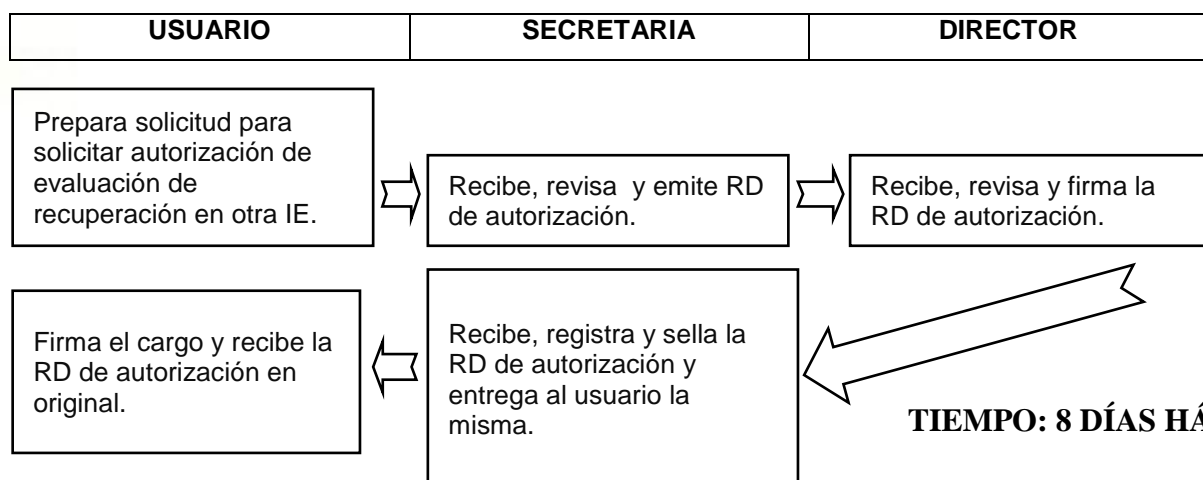 USUARIO
SECRETARIA
DIRECTOR
Prepara solicitud para
solicitar autorización de
evaluación de
recuperación en otra IE.
Recibe, revisa y emite RD
de autorización.
Recibe, revisa y firma la
RD de autorización.
Firma el cargo y recibe la
RD de autorización en
original.
Recibe, registra y sella la
RD de autorización y
entrega al usuario la
misma.
TIEMPO: 8 DÍAS HÁ